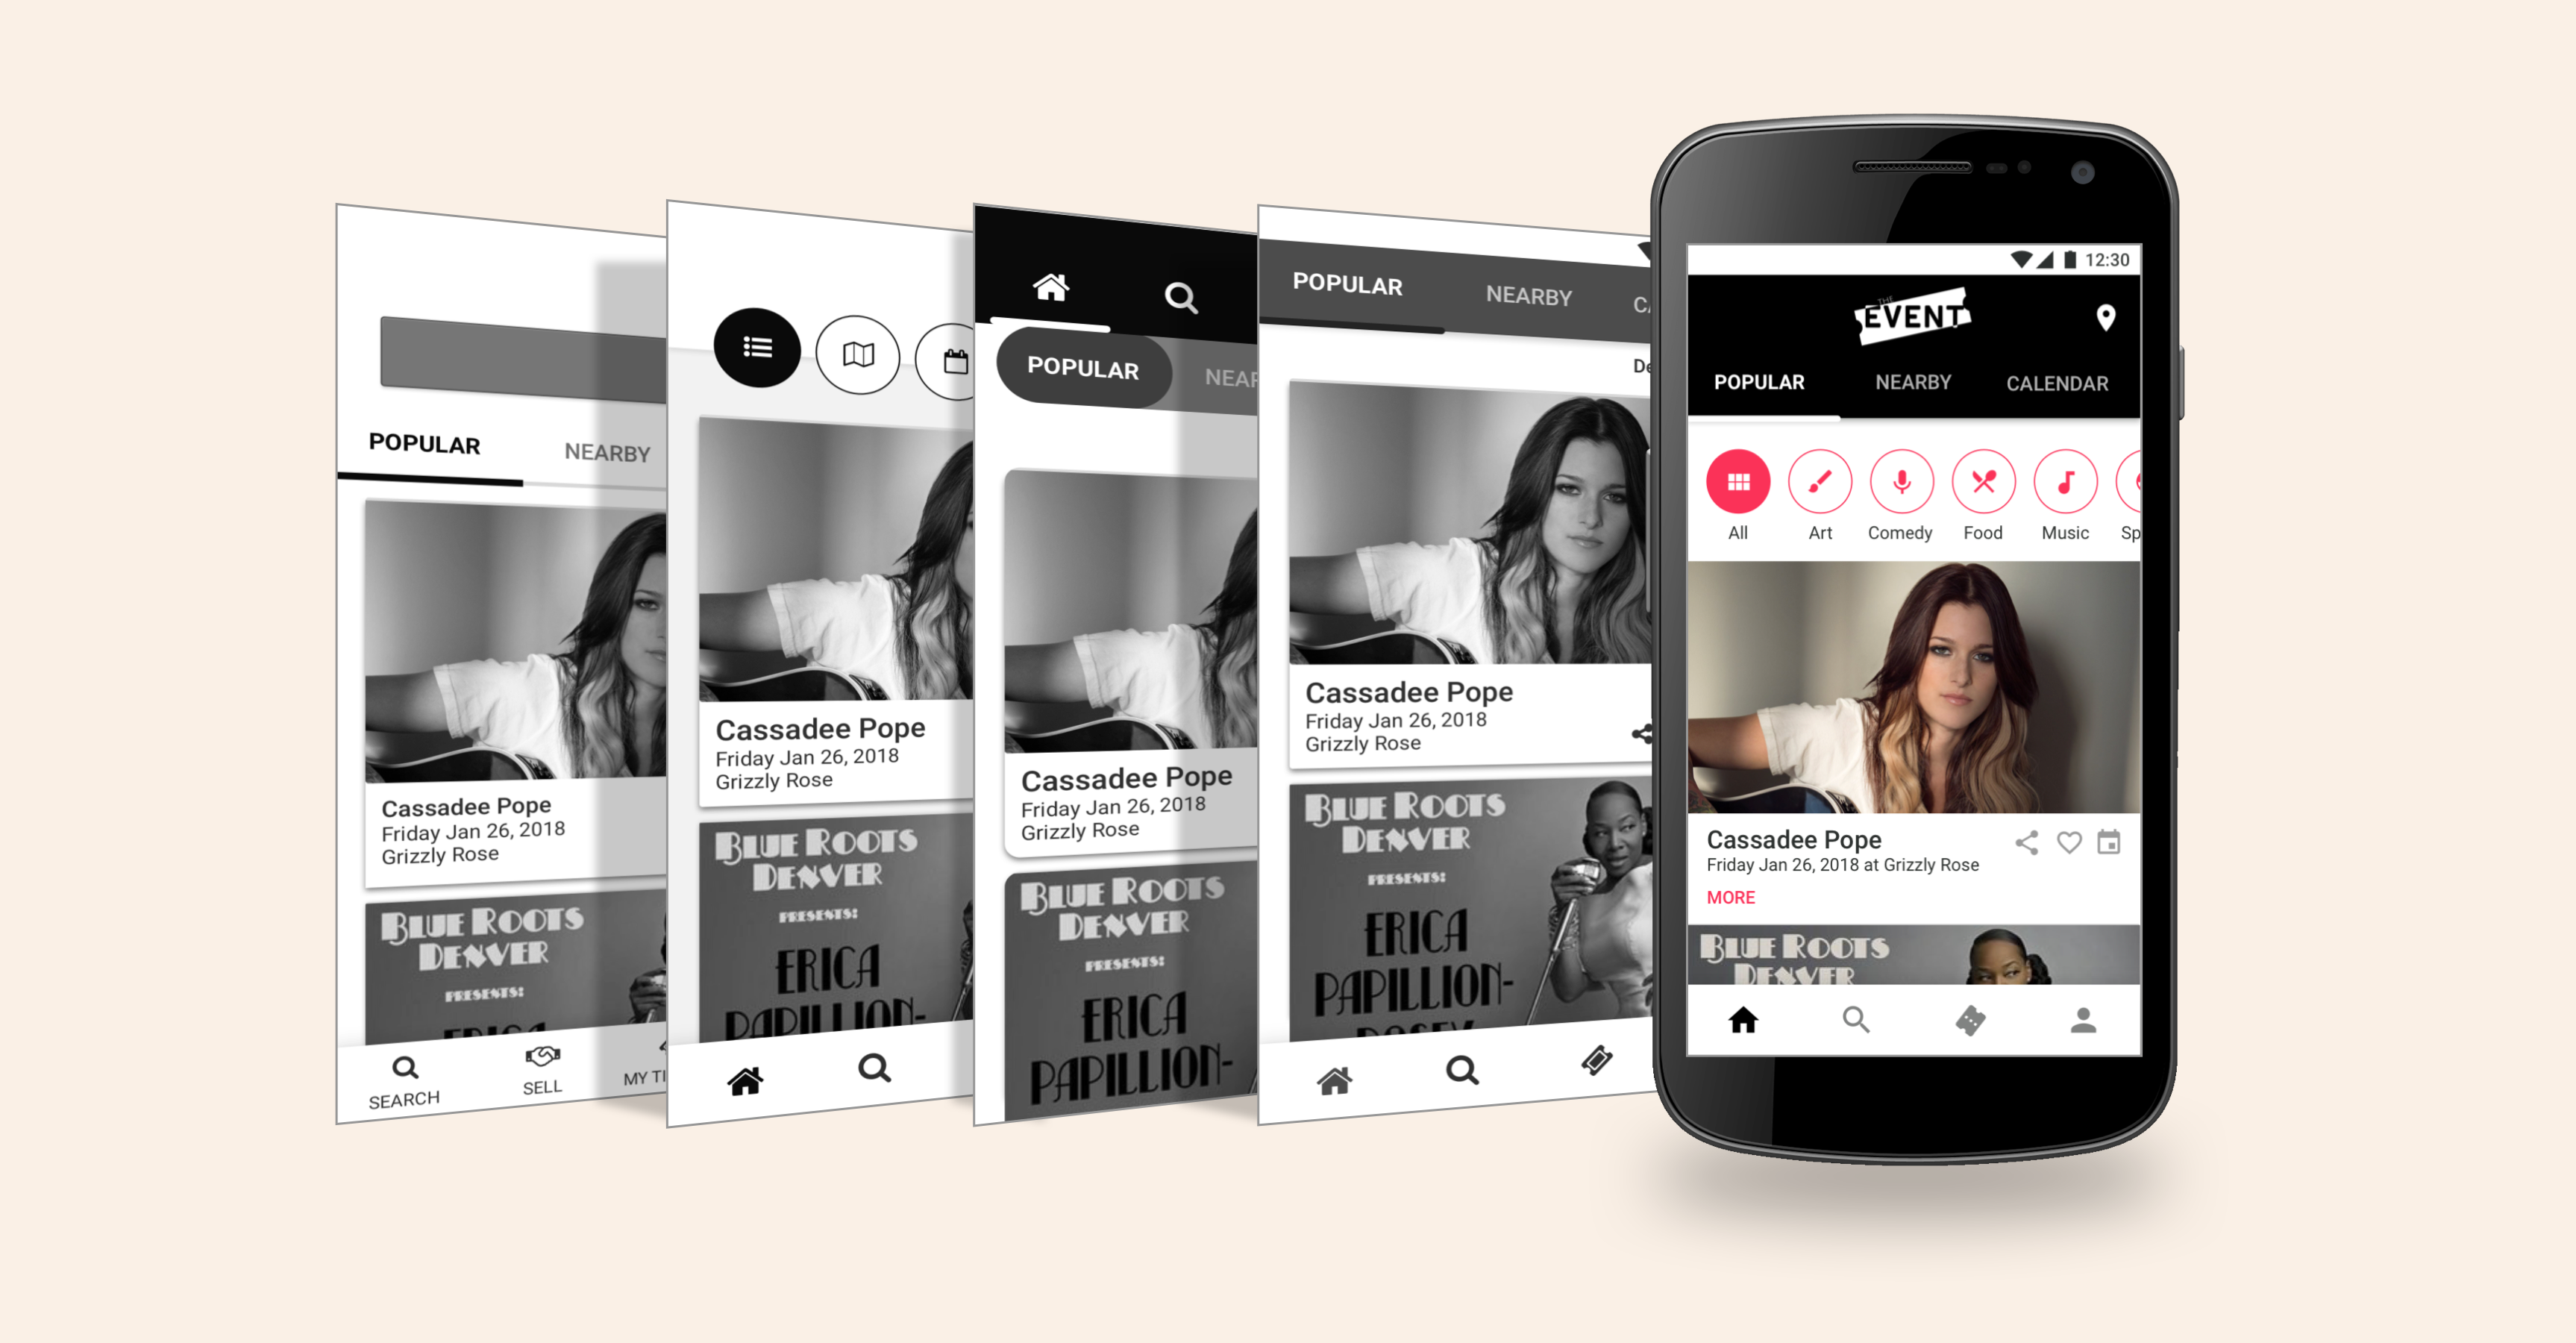 POPULAR NEARBY
Cassadee Pope
Friday Jan 26, 2018
Grizzly Rose
BLUE ROOTS
DENVER
PRESENTS!
ERICA
SEARCH SELL MY TI
Cassadee Pope
Friday Jan 26, 2018
Grizzly Rose
BLUE ROOTS
DENVER
PRESENTS!
ERICA
PAPILLION-
POPULAR NEAR
Cassadee Pope
Friday Jan 26, 2018
Grizzly Rose
BLUE ROOTS
DENVER
PRESENTS!
ERICA
PAPILLION-
POPULAR NEARBY CA
De
Cassadee Pope
Friday Jan 26, 2018
Grizzly Rose
BLUE ROOTS
DENVER
PRESENTS!
ERICA
PAPILLION-
12:30
THE
EVENT
POPULAR NEARBY CALENDAR
All Art Comedy Food Music Sp
Cassadee Pope
Friday Jan 26, 2018 at Grizzly Rose
MORE
BLUE ROOTS
DENVER